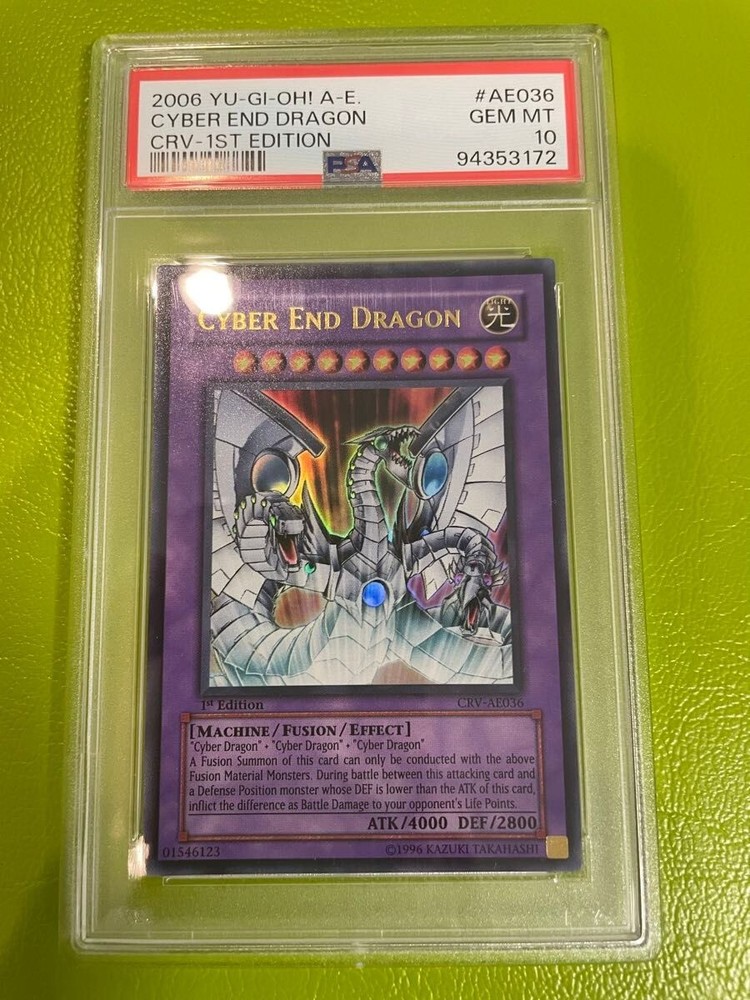 2006 YU-GI-OH! A-E. #AE036
CYBER END DRAGON GEM MT
CRV-1ST EDITION 10
PSA 94353172
CYBER END DRAGON
LIGHT
光
1st Edition CRV-AE036
[MACHINE/FUSION/EFFECT]
"Cyber Dragon" + "Cyber Dragon" + "Cyber Dragon"
A Fusion Summon of this card can only be conducted with the above
Fusion Material Monsters. During battle between this attacking card and
a Defense Position monster whose DEF is lower than the ATK of this card,
inflict the difference as Battle Damage to your opponent's Life Points.
ATK/4000 DEF/2800
01546123 ©1996 KAZUKI TAKAHASHI